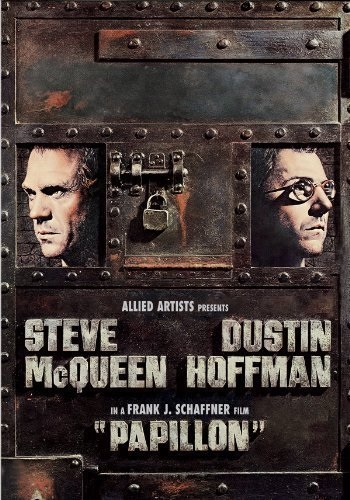 ALLIED ARTISTS PRESENTS
STEVE DUSTIN
McQUEEN HOFFMAN
IN A FRANK J. SCHAFFNER FILM
"PAPILLON"